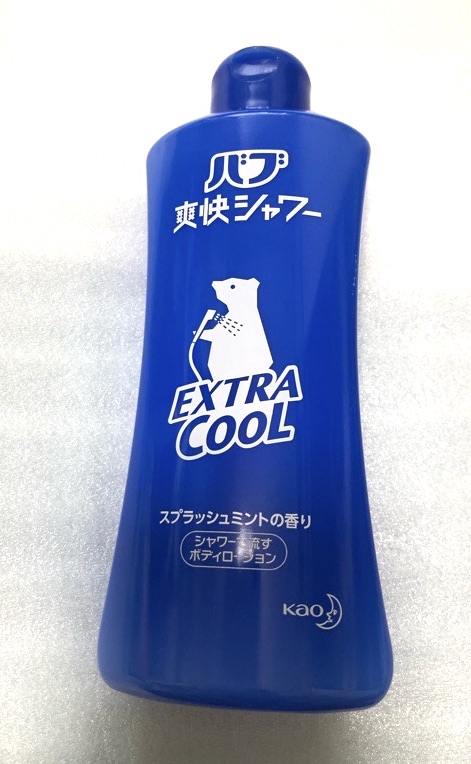 バブ
爽快シャワー
EXTRA
COOL
スプラッシュミントの香り
シャワーで流す
ボディローション
Kao